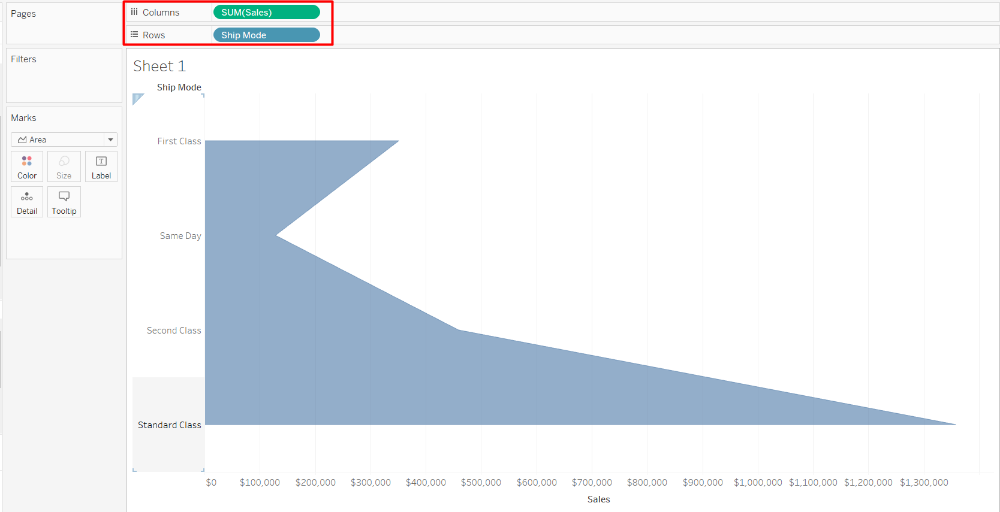 Pages
Columns
SUM(Sales)
Rows
Ship Mode
Filters
Marks
Area
Color
Size
T
Label
Detail
Tooltip
Sheet 1
Ship Mode
First Class
Same Day
Second Class
Standard Class
$0 $100,000 $200,000 $300,000 $400,000 $500,000 $600,000 $700,000 $800,000 $900,000 $1,000,000 $1,100,000 $1,200,000 $1,300,000
Sales